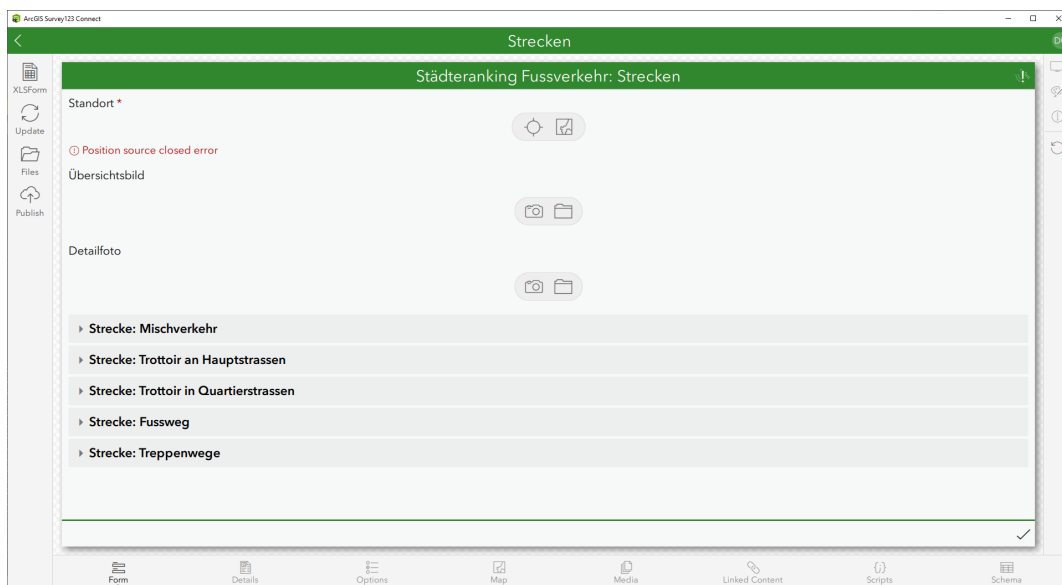 ArcGIS Survey123 Connect
Strecken
XLSForm
Update
Files
Publish
Städteranking Fussverkehr: Strecken
Standort *
Position source closed error
Übersichtsbild
Detailfoto
Strecke: Mischverkehr
Strecke: Trottoir an Hauptstrassen
Strecke: Trottoir in Quartierstrassen
Strecke: Fussweg
Strecke: Treppenwege
Form
Details
Options
Map
Media
Linked Content
Scripts
Schema